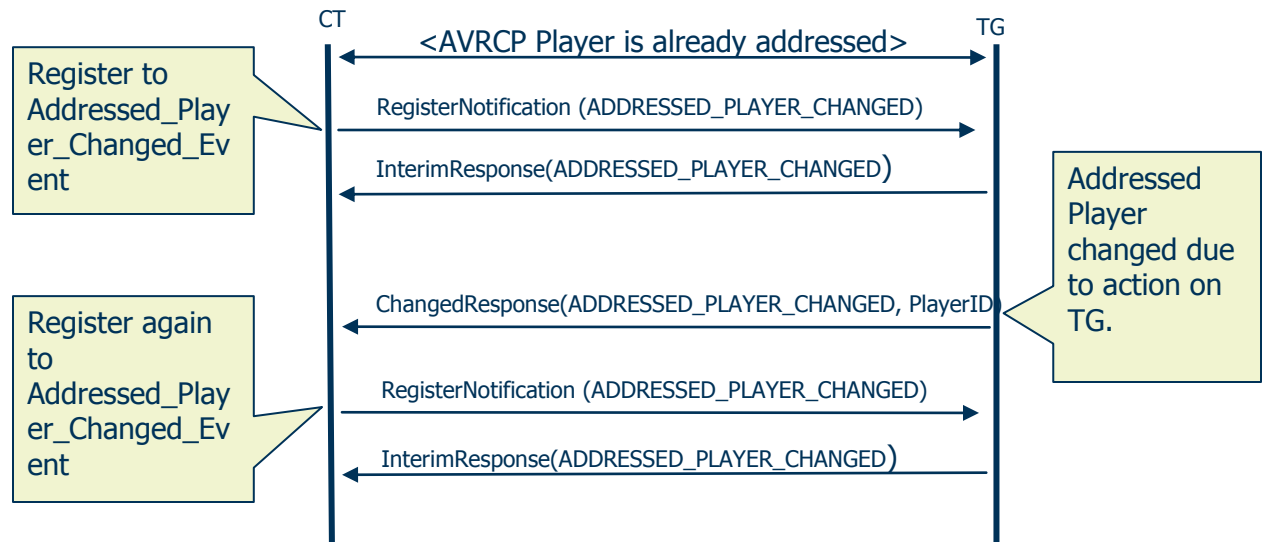 CT
TG
<AVRCP Player is already addressed>
Register to
Addressed_Play
er_Changed_Ev
ent
RegisterNotification (ADDRESSED_PLAYER_CHANGED)
InterimResponse(ADDRESSED_PLAYER_CHANGED)
Addressed
Player
changed due
to action on
TG.
ChangedResponse(ADDRESSED_PLAYER_CHANGED, PlayerID)
Register again
to
Addressed_Play
er_Changed_Ev
ent
RegisterNotification (ADDRESSED_PLAYER_CHANGED)
InterimResponse(ADDRESSED_PLAYER_CHANGED)